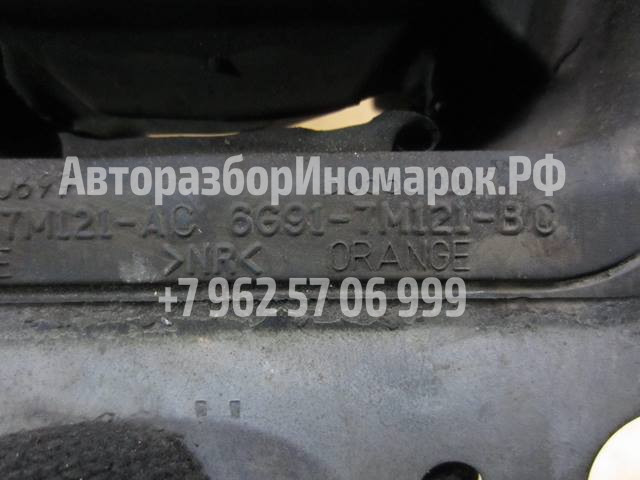 АвторазборИномарок.РФ
7M121-AC 6G91-7M121-BC
>NR< ORANGE
+7 962 57 06 999